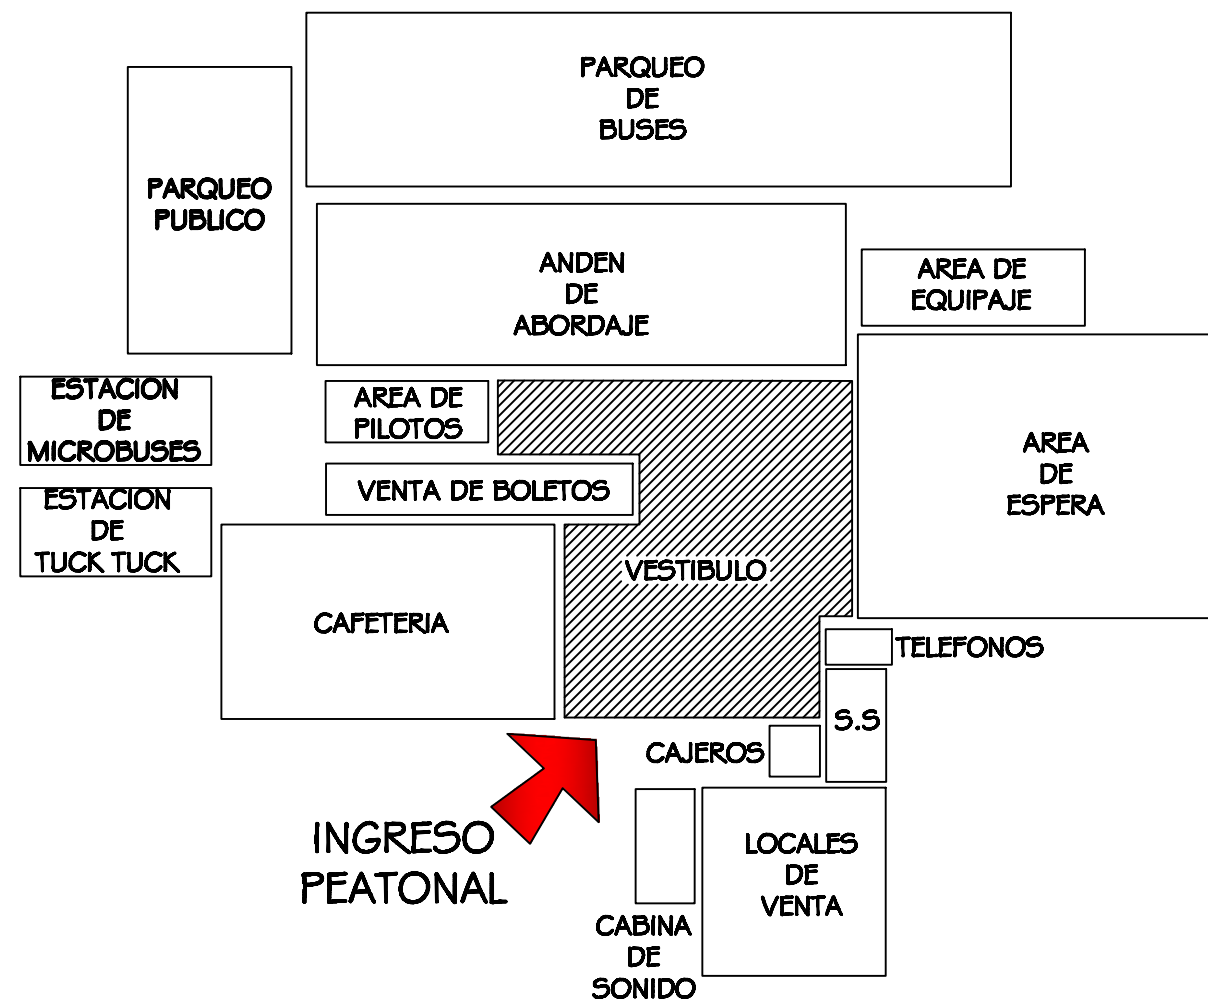 PARQUEO
DE
BUSES
PARQUEO
PUBLICO
ANDEN
DE
ABORDAJE
AREA DE
EQUIPAJE
ESTACION
DE
MICROBUSES
AREA DE
PILOTOS
AREA
DE
ESPERA
VENTA DE BOLETOS
ESTACION
DE
TUCK TUCK
VESTIBULO
CAFETERIA
TELEFONOS
S.S
CAJEROS
INGRESO
PEATONAL
LOCALES
DE
VENTA
CABINA
DE
SONIDO